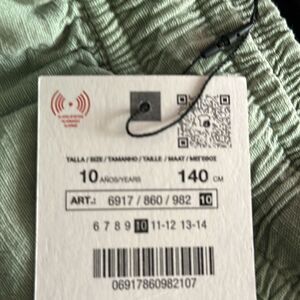 TALLA / SIZE / TAMANHO / TAILLE / MAAT / ΜΕΓΕΘΟΣ
10 AÑOS/YEARS 140 CM
ART.: 6917 / 860 / 982 10
6 7 8 9 10 11-12 13-14
06917860982107